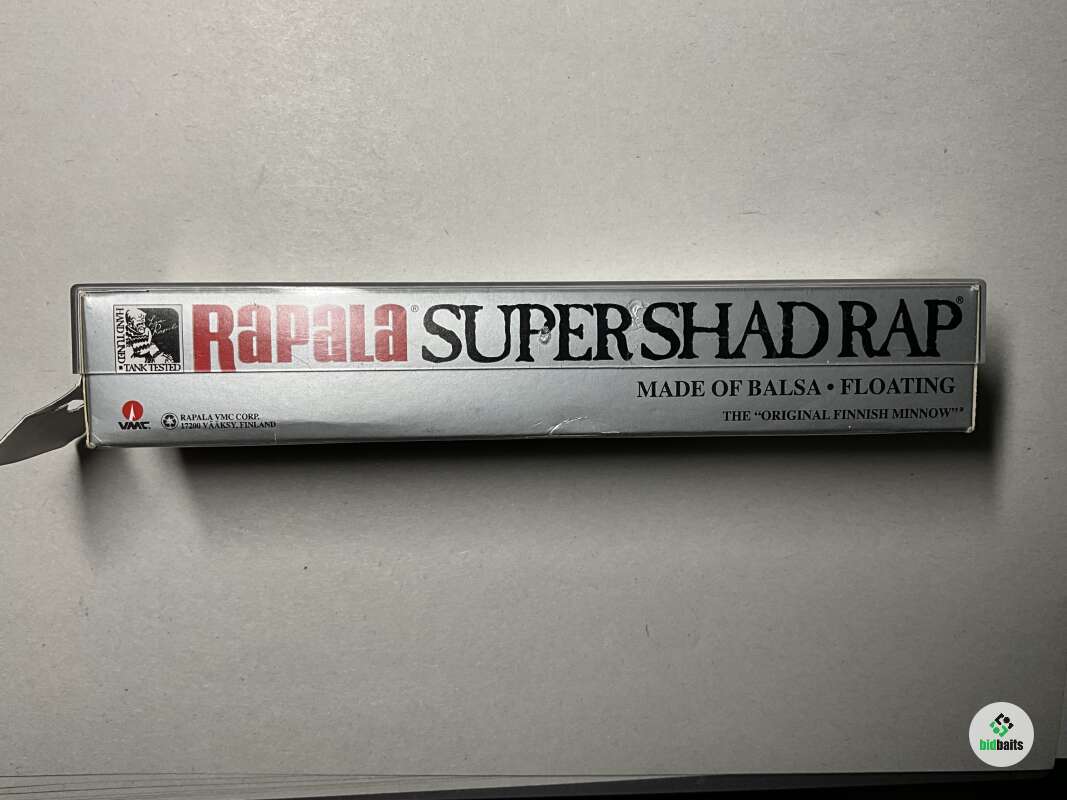 HAND TUNED
• TANK TESTED
Rapala® SUPER SHAD RAP®
MADE OF BALSA • FLOATING
THE “ORIGINAL FINNISH MINNOW”®
VMC
RAPALA VMC CORP.
17200 VÄÄKSY, FINLAND
bidbaits